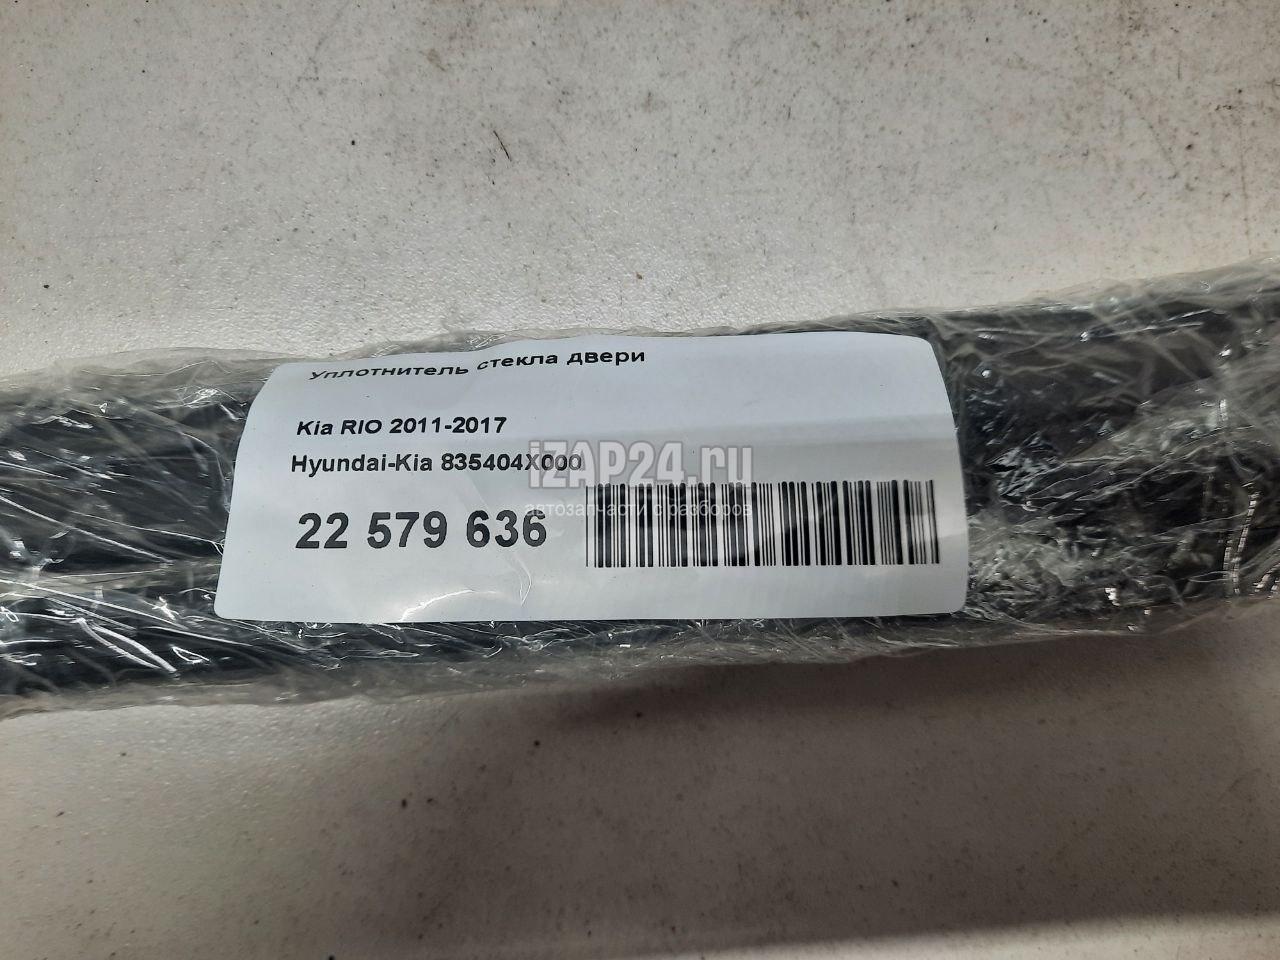 Уплотнитель стекла двери
Kia RIO 2011-2017
Hyundai-Kia 835404X000
iZAP24.ru
автозапчасти с разборов
22 579 636